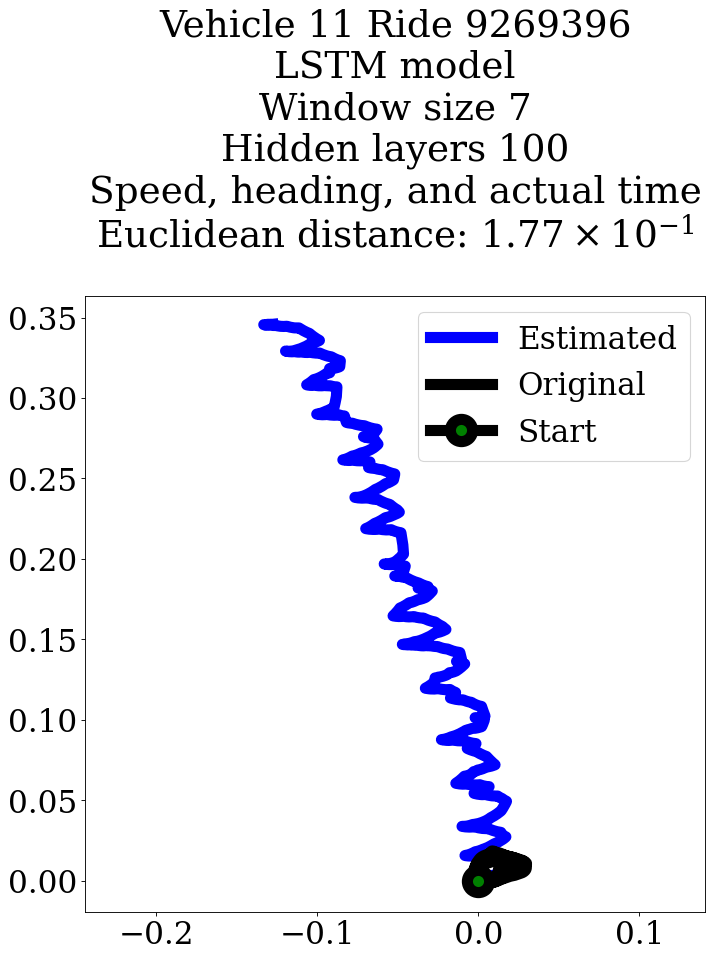 Vehicle 11 Ride 9269396
LSTM model
Window size 7
Hidden layers 100
Speed, heading, and actual time
Euclidean distance: 1.77 × 10⁻¹
Estimated
Original
Start
0.35
0.30
0.25
0.20
0.15
0.10
0.05
0.00
−0.2 −0.1 0.0 0.1